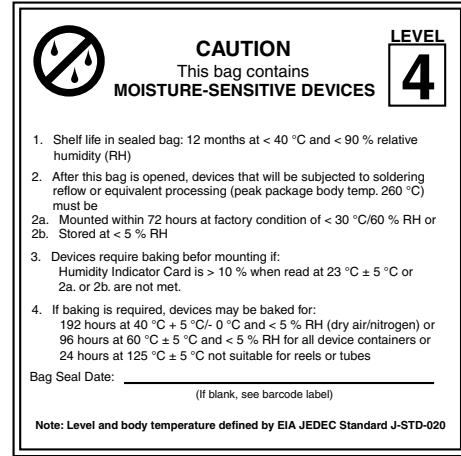 LEVEL
4
CAUTION
This bag contains
MOISTURE-SENSITIVE DEVICES
1. Shelf life in sealed bag: 12 months at < 40 °C and < 90 % relative
humidity (RH)
2. After this bag is opened, devices that will be subjected to soldering
reflow or equivalent processing (peak package body temp. 260 °C)
must be
2a. Mounted within 72 hours at factory condition of < 30 °C/60 % RH or
2b. Stored at < 5 % RH
3. Devices require baking befor mounting if:
Humidity Indicator Card is > 10 % when read at 23 °C ± 5 °C or
2a. or 2b. are not met.
4. If baking is required, devices may be baked for:
192 hours at 40 °C + 5 °C/- 0 °C and < 5 % RH (dry air/nitrogen) or
96 hours at 60 °C ± 5 °C and < 5 % RH for all device containers or
24 hours at 125 °C ± 5 °C not suitable for reels or tubes
Bag Seal Date:
(If blank, see barcode label)
Note: Level and body temperature defined by EIA JEDEC Standard J-STD-020